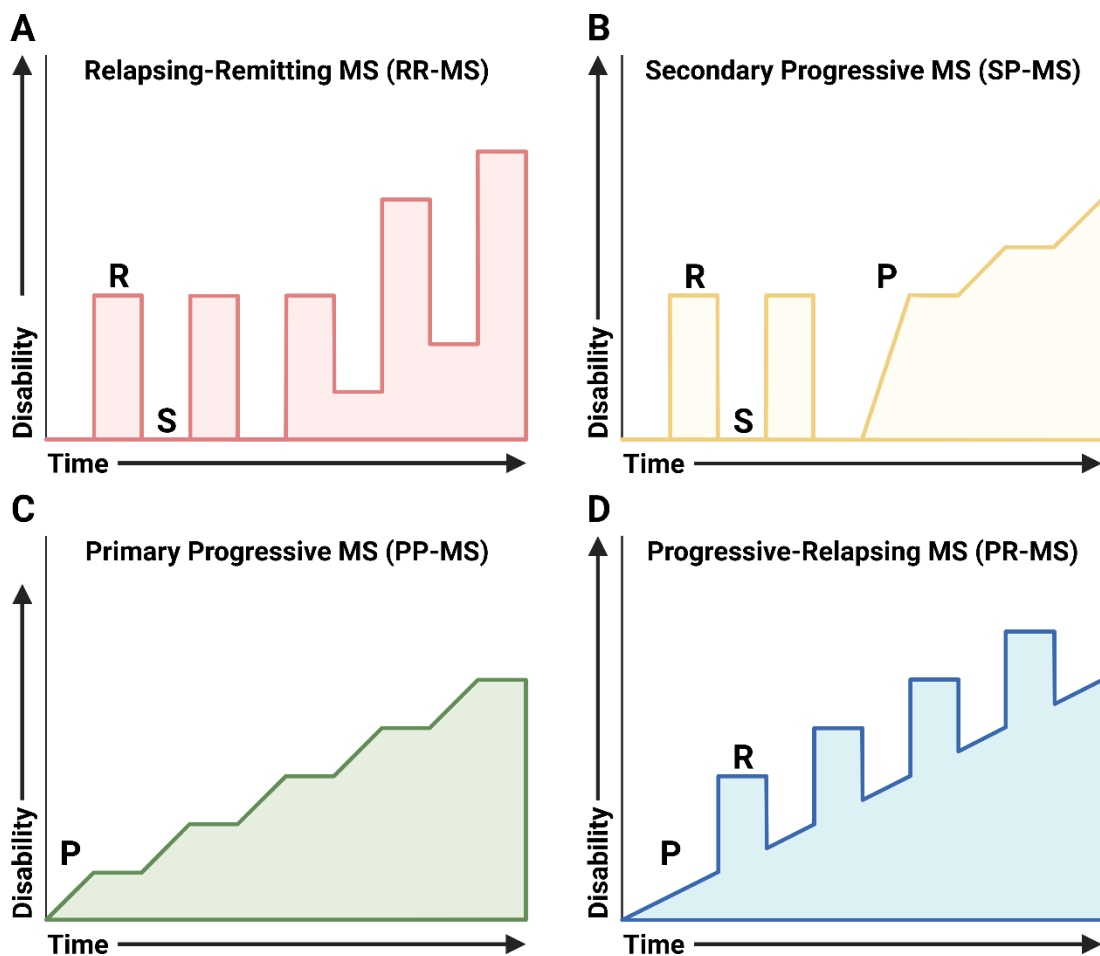 A
Relapsing-Remitting MS (RR-MS)
R
S
Disability
Time
B
Secondary Progressive MS (SP-MS)
R
P
S
Disability
Time
C
Primary Progressive MS (PP-MS)
P
Disability
Time
D
Progressive-Relapsing MS (PR-MS)
R
P
Disability
Time